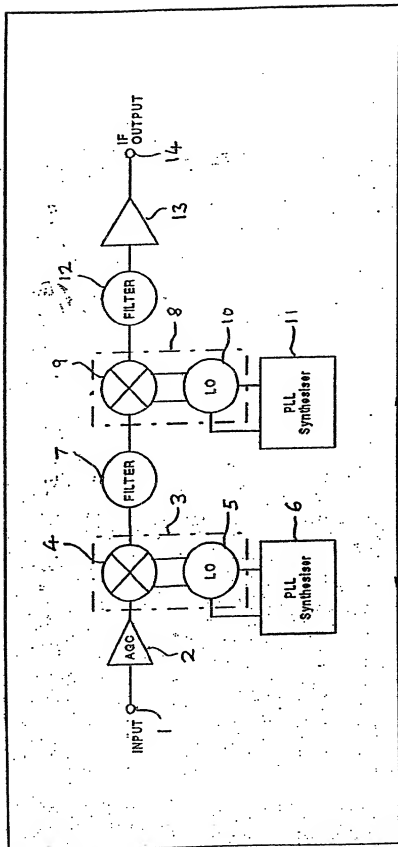 INPUT
1
AGC
2
3
4
LO
5
PLL
Synthesiser
6
FILTER
7
8
9
LO
10
PLL
Synthesiser
11
FILTER
12
13
IF
OUTPUT
14